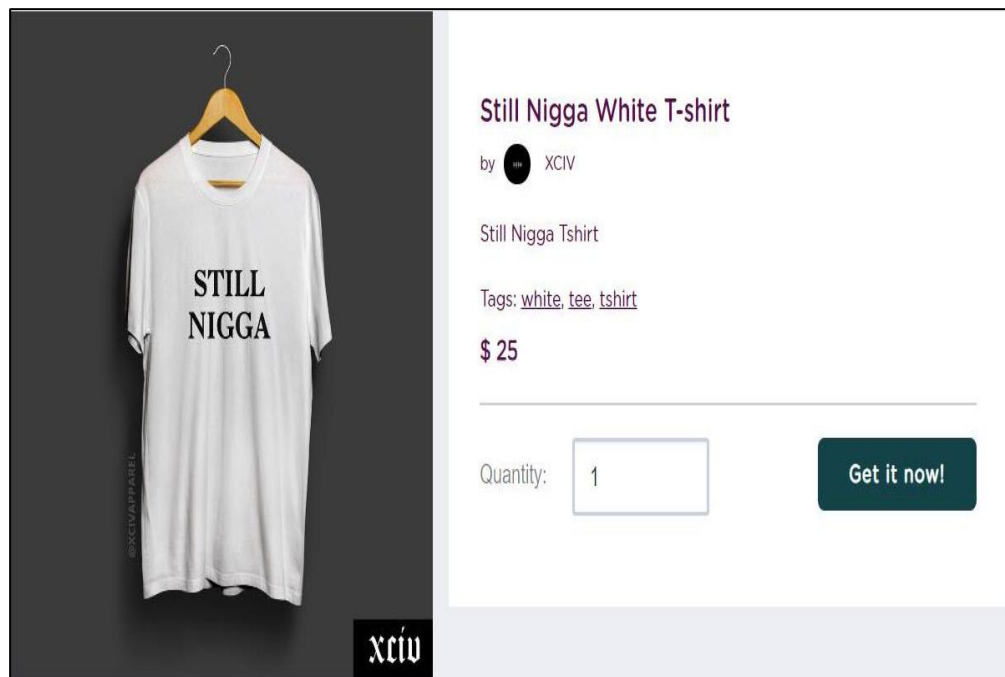 STILL
NIGGA
@XCIVAPPAREL
xciv
Still Nigga White T-shirt
by XCIV
Still Nigga Tshirt
Tags: white, tee, tshirt
$ 25
Quantity: 1 Get it now!